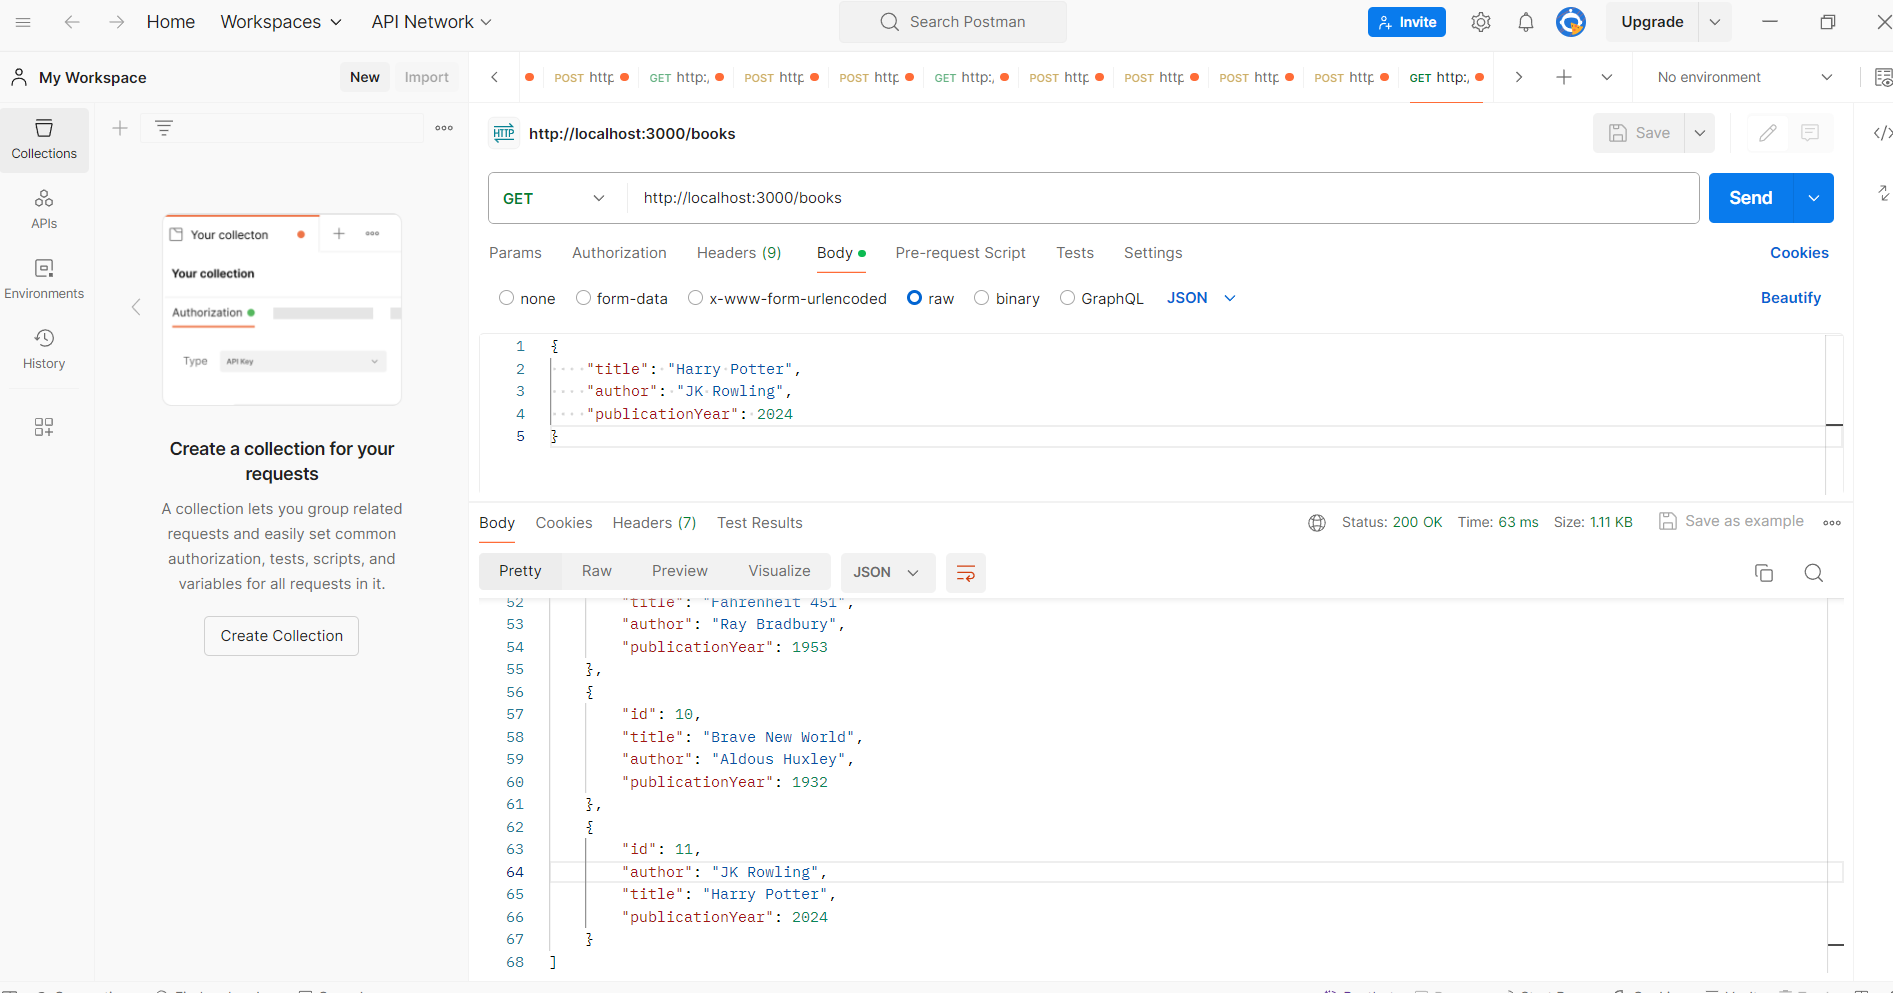 Home Workspaces API Network Search Postman Invite Upgrade
My Workspace New Import POST http GET http:/ POST http POST http GET http:/ POST http POST http POST http POST http GET http:/ No environment
HTTP http://localhost:3000/books Save
GET http://localhost:3000/books Send
Params Authorization Headers (9) Body Pre-request Script Tests Settings Cookies
none form-data x-www-form-urlencoded raw binary GraphQL JSON Beautify
1 {
2 "title": "Harry Potter",
3 "author": "JK Rowling",
4 "publicationYear": 2024
5 }
Collections
APIs
Environments
History
Your collecton
Your collection
Authorization
Type API Key
Create a collection for your
requests
A collection lets you group related
requests and easily set common
authorization, tests, scripts, and
variables for all requests in it.
Create Collection
Body Cookies Headers (7) Test Results Status: 200 OK Time: 63 ms Size: 1.11 KB Save as example
Pretty Raw Preview Visualize JSON
52 "title": "Fahrenheit 451",
53 "author": "Ray Bradbury",
54 "publicationYear": 1953
55 },
56 {
57 "id": 10,
58 "title": "Brave New World",
59 "author": "Aldous Huxley",
60 "publicationYear": 1932
61 },
62 {
63 "id": 11,
64 "author": "JK Rowling",
65 "title": "Harry Potter",
66 "publicationYear": 2024
67 }
68 ]